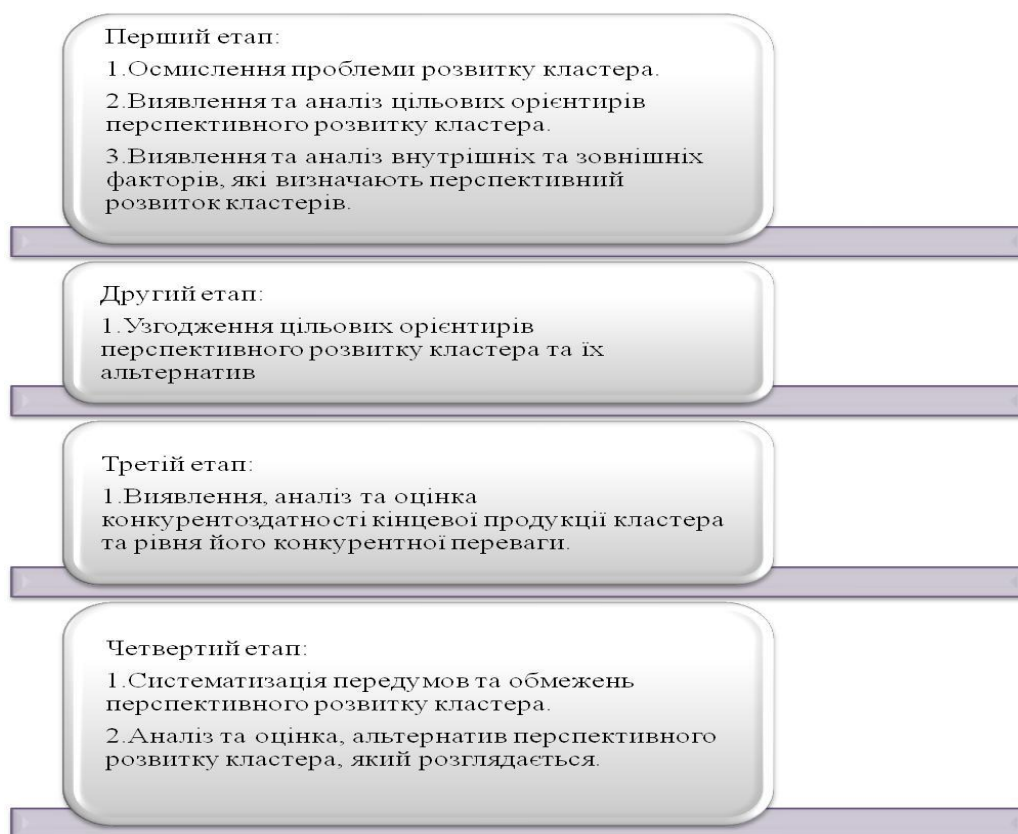 Перший етап:
1.Осмислення проблеми розвитку кластера.
2.Виявлення та аналіз цільових орієнтирів
перспективного розвитку кластера.
3.Виявлення та аналіз внутрішніх та зовнішніх
факторів, які визначають перспективний
розвиток кластерів.
Другий етап:
1.Узгодження цільових орієнтирів
перспективного розвитку кластера та їх
альтернатив
Третій етап:
1.Виявлення, аналіз та оцінка
конкурентоздатності кінцевої продукції кластера
та рівня його конкурентної переваги.
Четвертий етап:
1.Систематизація передумов та обмежень
перспективного розвитку кластера.
2.Аналіз та оцінка, альтернатив перспективного
розвитку кластера, який розглядається.